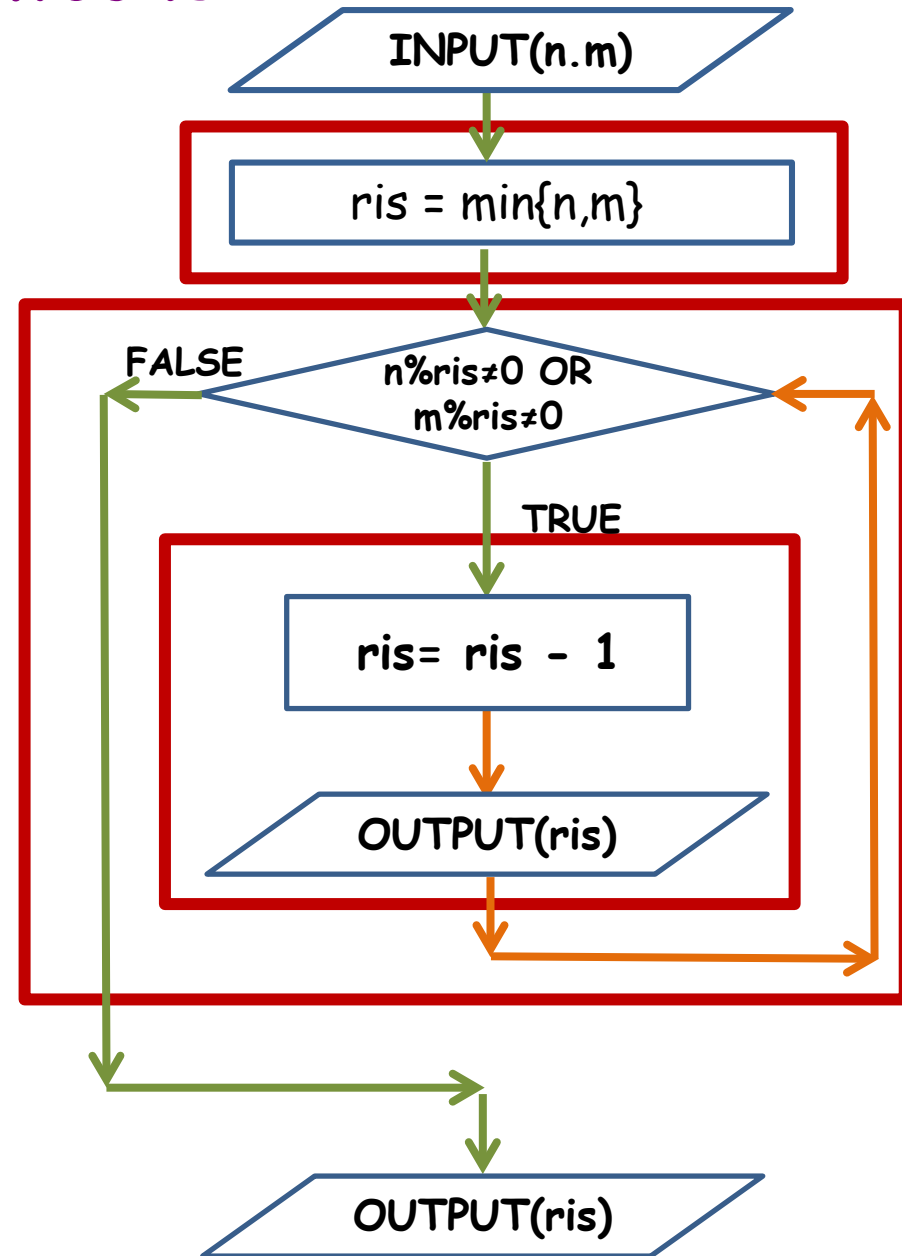 INPUT(n.m)
ris = min{n,m}
FALSE
n%ris≠0 OR
m%ris≠0
TRUE
ris= ris - 1
OUTPUT(ris)
OUTPUT(ris)